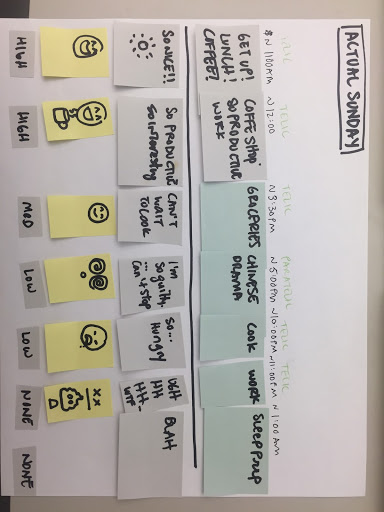 ACTUAL SUNDAY
TELIC TELIC TELIC PARATELIC TELIC TELIC
~ 11:00AM ~ 12:00 ~ 3:30PM ~ 5:00PM ~10:00PM ~11:00PM ~ 1:00AM
GET UP!
LUNCH!
COFFEE!
COFFE SHOP
SO PRODUCTIVE
WORK
GROCERIES
CHINESE
DRAMA
COOK
WORK
SLEEP PREP
SO NICE!!
SO PRODUCTIVE
So interesting
CAN'T
WAIT
TO COOK
I'm
So guilty.
... Can't stop
So...
Hungry
UGH
HH
HH...
WTF
BLAH
HIGH
HIGH
MOD
LOW
LOW
NONE
NONE